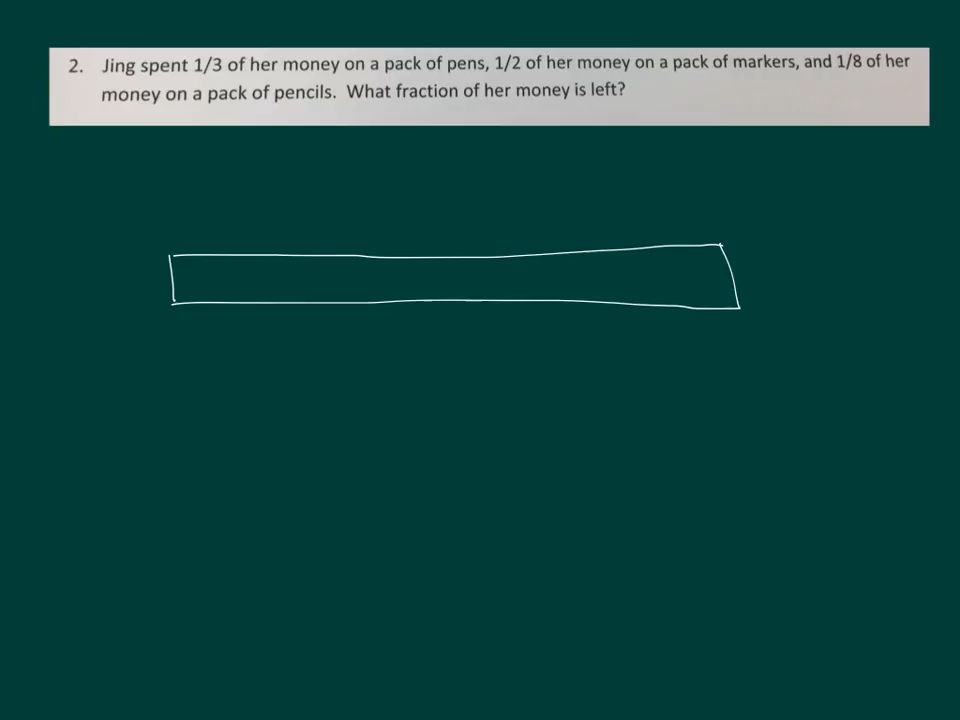 2. Jing spent 1/3 of her money on a pack of pens, 1/2 of her money on a pack of markers, and 1/8 of her
money on a pack of pencils. What fraction of her money is left?